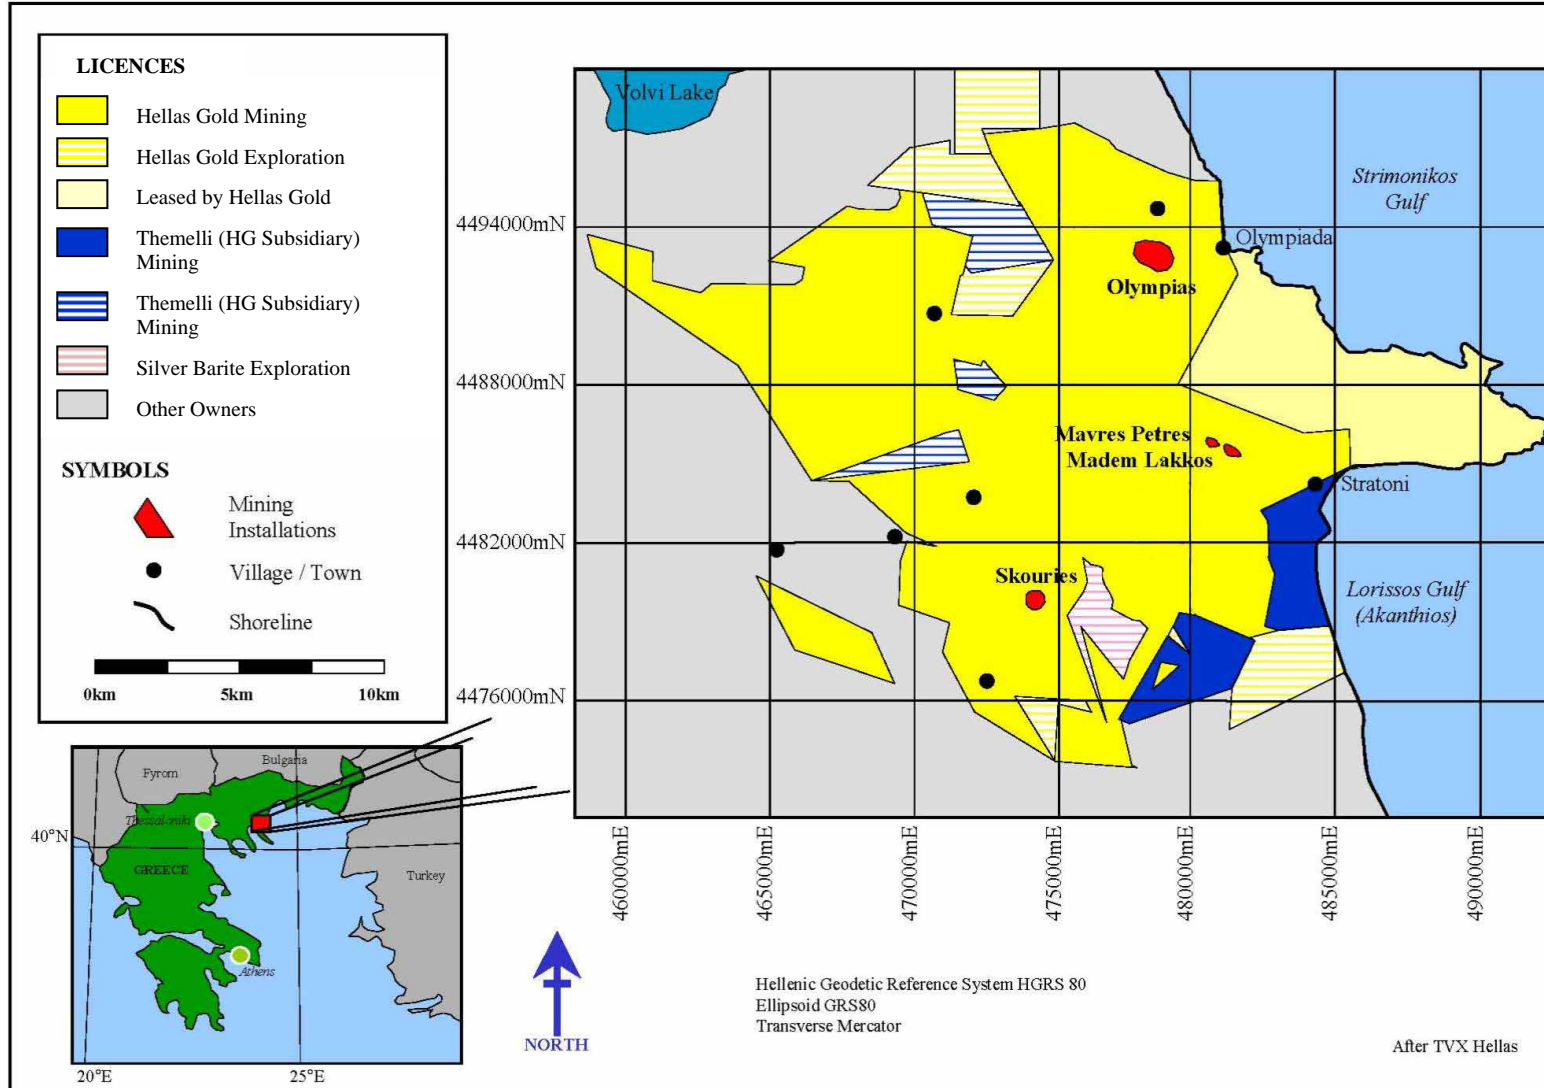 LICENCES
Hellas Gold Mining
Hellas Gold Exploration
Leased by Hellas Gold
Themelli (HG Subsidiary)
Mining
Themelli (HG Subsidiary)
Mining
Silver Barite Exploration
Other Owners
SYMBOLS
Mining
Installations
Village / Town
Shoreline
0km
5km
10km
Volvi Lake
Strimonikos
Gulf
4494000mN
Olympiada
Olympias
4488000mN
Mavres Petres
Madem Lakkos
Stratoni
4482000mN
Skouries
Lorissos Gulf
(Akanthios)
4476000mN
460000mE
465000mE
470000mE
475000mE
480000mE
485000mE
490000mE
Fyrom
Bulgaria
Thessaloniki
40°N
GREECE
Turkey
Athens
20°E
25°E
NORTH
Hellenic Geodetic Reference System HGRS 80
Ellipsoid GRS80
Transverse Mercator
After TVX Hellas